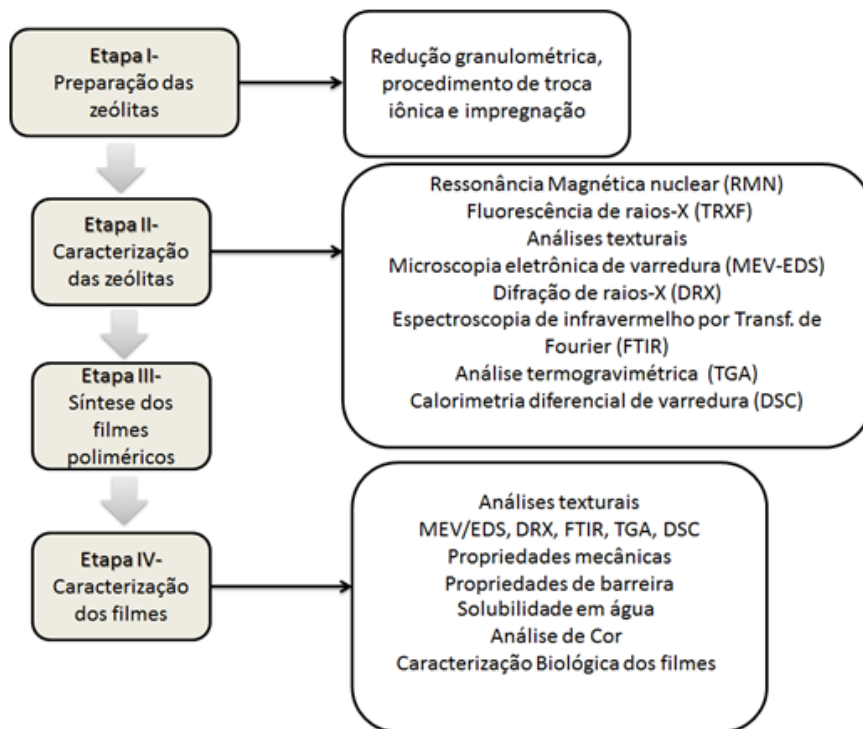 Etapa I-
Preparação das
zeólitas
Redução granulométrica,
procedimento de troca
iônica e impregnação
Etapa II-
Caracterização
das zeólitas
Ressonância Magnética nuclear (RMN)
Fluorescência de raios-X (TRXF)
Análises texturais
Microscopia eletrônica de varredura (MEV-EDS)
Difração de raios-X (DRX)
Espectroscopia de infravermelho por Transf. de
Fourier (FTIR)
Análise termogravimétrica (TGA)
Calorimetria diferencial de varredura (DSC)
Etapa III-
Síntese dos
filmes
poliméricos
Etapa IV-
Caracterização
dos filmes
Análises texturais
MEV/EDS, DRX, FTIR, TGA, DSC
Propriedades mecânicas
Propriedades de barreira
Solubilidade em água
Análise de Cor
Caracterização Biológica dos filmes